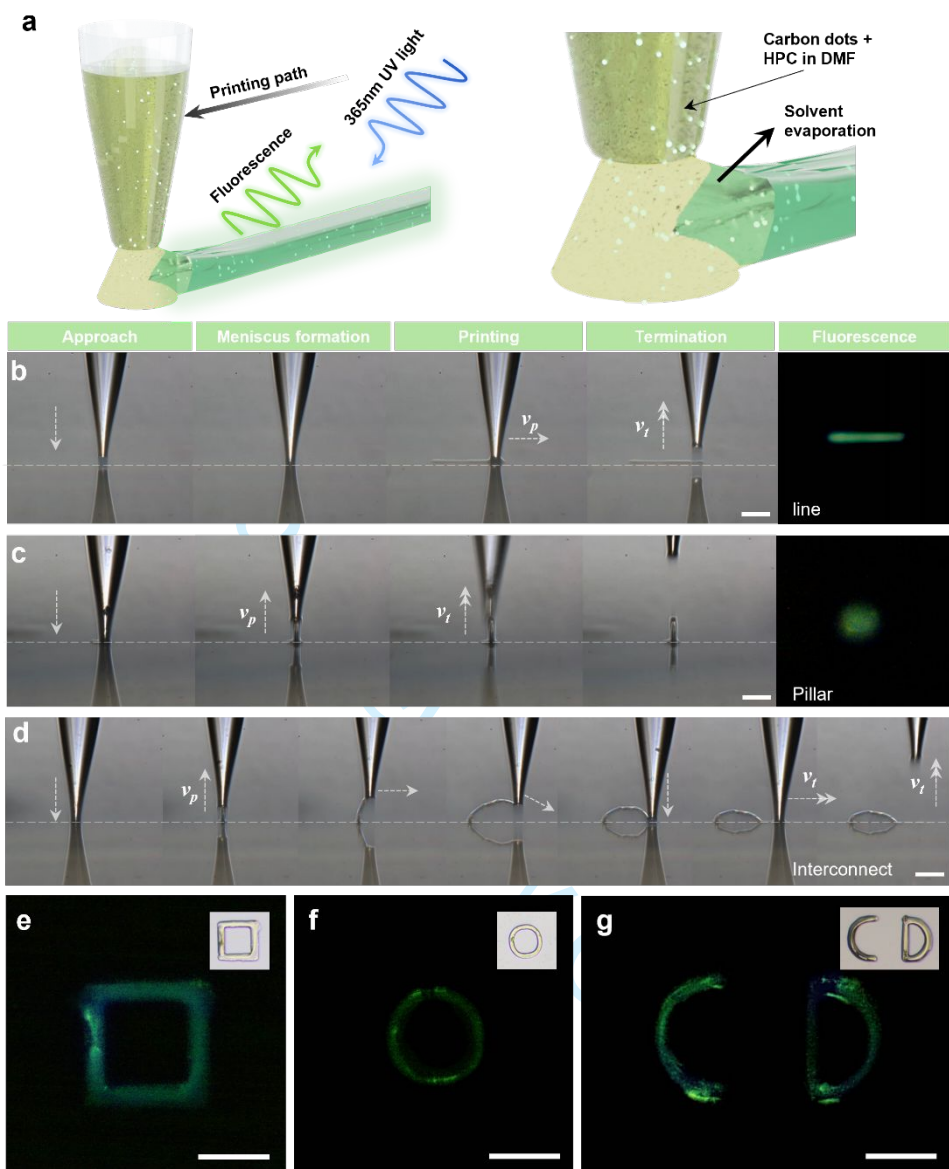 a
Printing path
365nm UV light
Fluorescence
Carbon dots +
HPC in DMF
Solvent
evaporation
Approach
Meniscus formation
Printing
Termination
Fluorescence
b
vp
vt
line
c
vp
vt
Pillar
d
vp
vt
vt
Interconnect
e
f
g